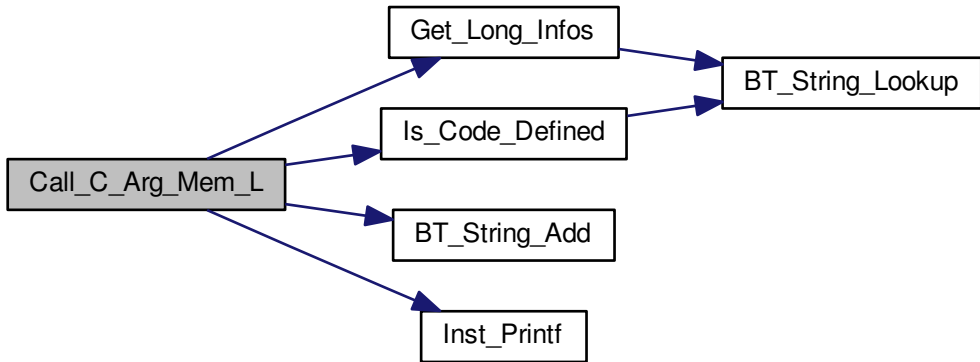 Get_Long_Infos
BT_String_Lookup
Is_Code_Defined
Call_C_Arg_Mem_L
BT_String_Add
Inst_Printf